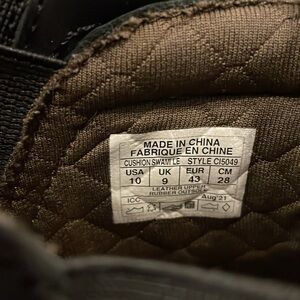 MADE IN CHINA
FABRIQUE EN CHINE
CUSHION SWAMI LE STYLE CI5049
USA UK EUR CM
10 9 43 28
LEATHER UPPER
RUBBER OUTSOLE
ICC Aug'21